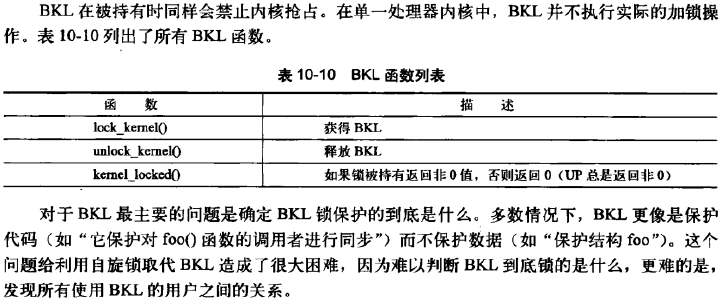 BKL 在被持有时同样会禁止内核抢占。在单一处理器内核中，BKL 并不执行实际的加锁操
作。表 10-10 列出了所有 BKL 函数。
表 10-10 BKL 函数列表
函 数 描 述
lock_kernel() 获得 BKL
unlock_kernel() 释放 BKL
kernel_locked() 如果锁被持有返回非 0 值，否则返回 0（UP 总是返回非 0）
对于 BKL 最主要的问题是确定 BKL 锁保护的到底是什么。多数情况下，BKL 更像是保护
代码（如“它保护对 foo() 函数的调用者进行同步”）而不保护数据（如“保护结构 foo”）。这个
问题给利用自旋锁取代 BKL 造成了很大困难，因为难以判断 BKL 到底锁的是什么，更难的是，
发现所有使用 BKL 的用户之间的关系。